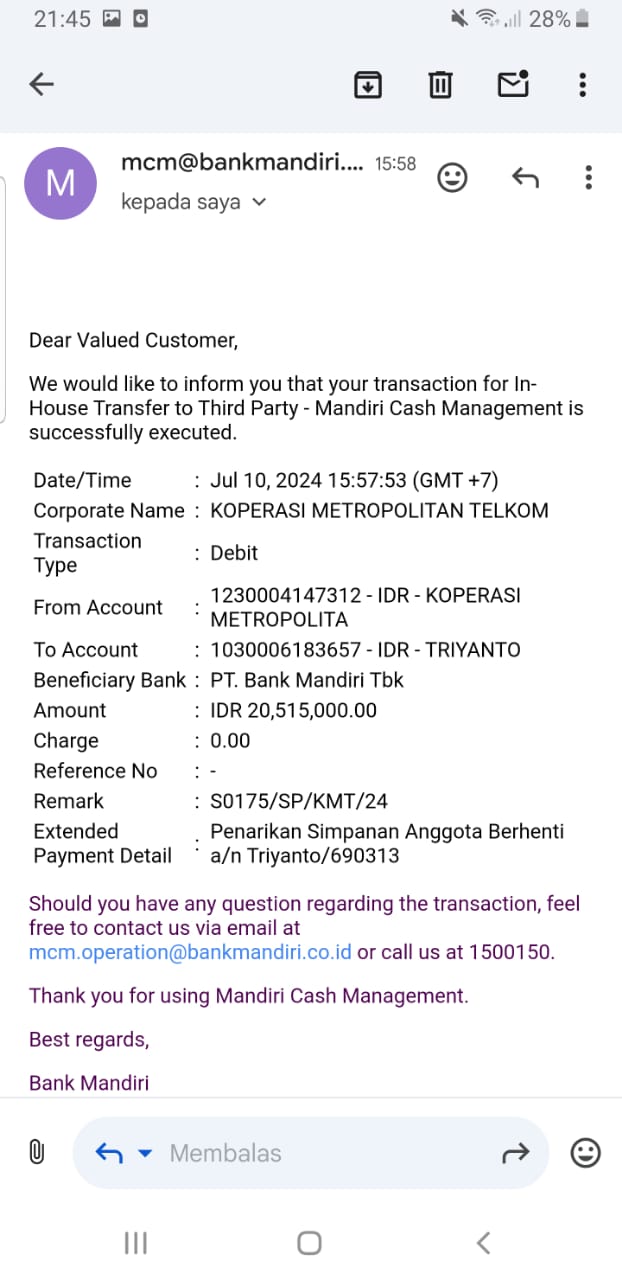 21:45 28%
mcm@bankmandiri.... 15:58
M
kepada saya
Dear Valued Customer,
We would like to inform you that your transaction for In-
House Transfer to Third Party - Mandiri Cash Management is
successfully executed.
Date/Time : Jul 10, 2024 15:57:53 (GMT +7)
Corporate Name : KOPERASI METROPOLITAN TELKOM
Transaction
Type : Debit
From Account : 1230004147312 - IDR - KOPERASI
METROPOLITA
To Account : 1030006183657 - IDR - TRIYANTO
Beneficiary Bank : PT. Bank Mandiri Tbk
Amount : IDR 20,515,000.00
Charge : 0.00
Reference No : -
Remark : S0175/SP/KMT/24
Extended : Penarikan Simpanan Anggota Berhenti
Payment Detail a/n Triyanto/690313
Should you have any question regarding the transaction, feel
free to contact us via email at
mcm.operation@bankmandiri.co.id or call us at 1500150.
Thank you for using Mandiri Cash Management.
Best regards,
Bank Mandiri
Membalas